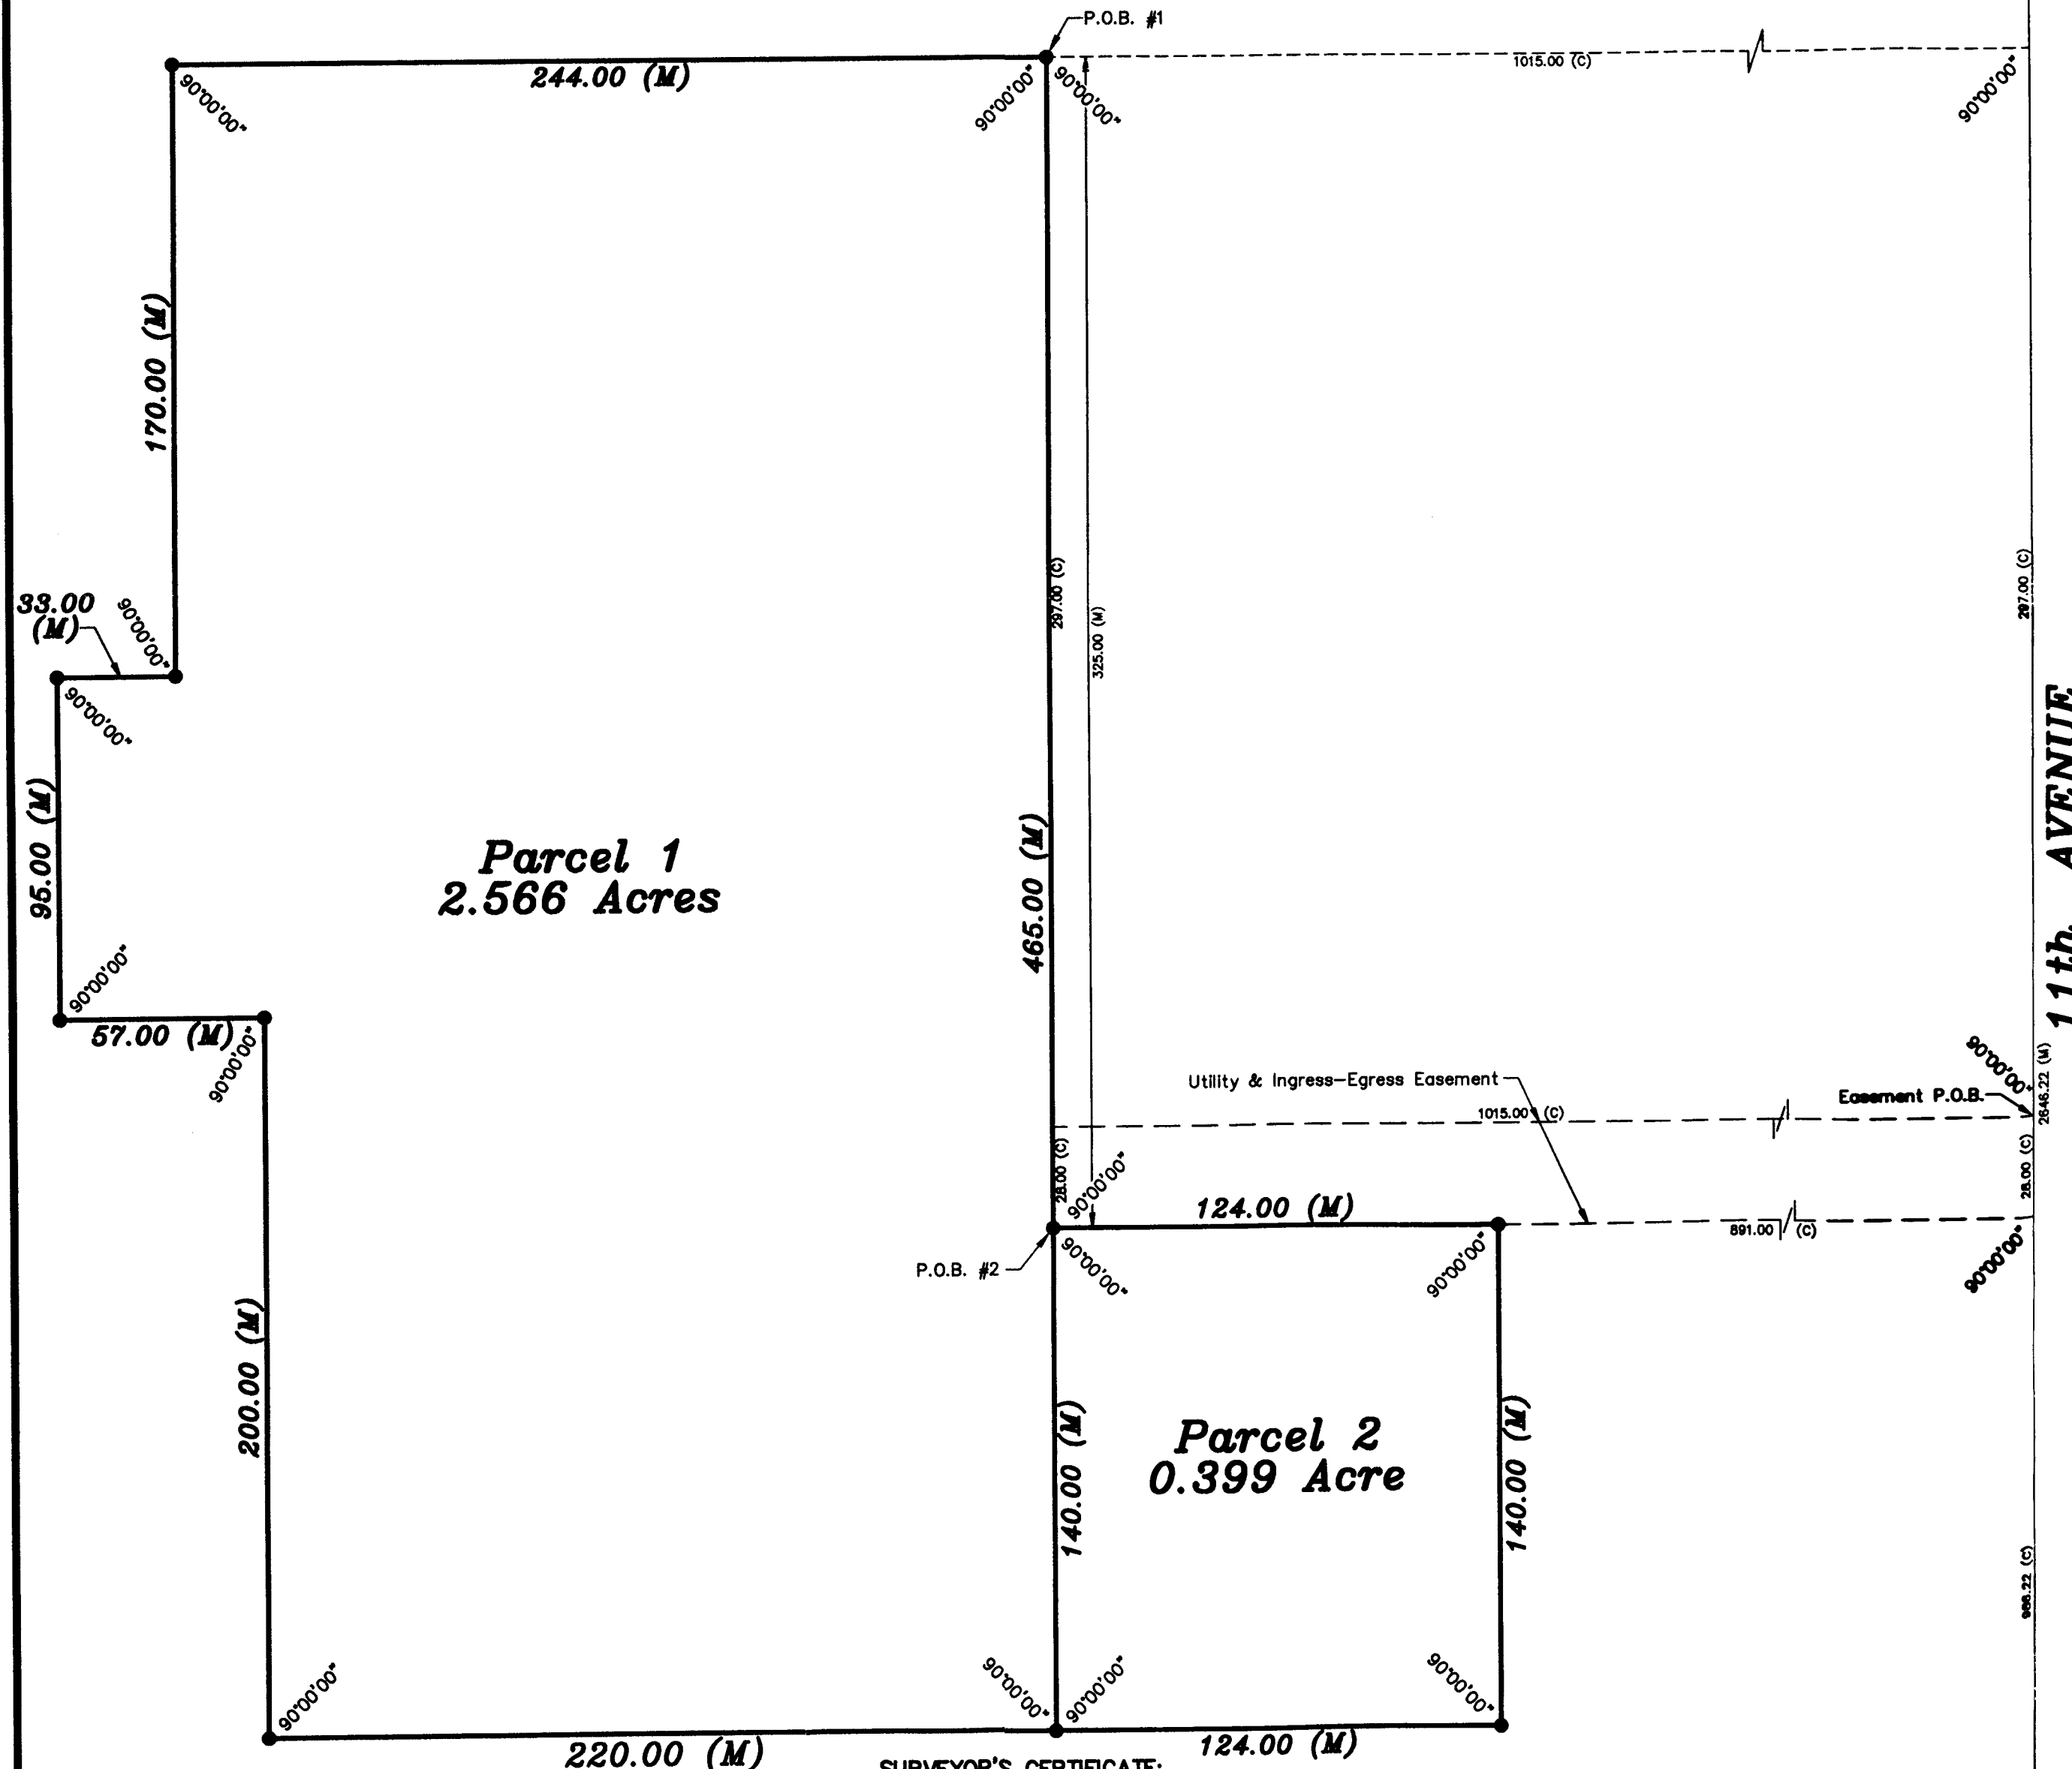 P.O.B. #1
244.00 (M)
1015.00 (C)
90°00'00"
90°00'00"
90°00'00"
90°00'00"
170.00 (M)
297.00 (C)
325.00 (M)
297.00 (C)
33.00
(M)
90°00'00"
90°00'00"
95.00 (M)
Parcel 1
2.566 Acres
465.00 (M)
11th AVENUE
90°00'00"
57.00 (M)
90°00'00"
Utility & Ingress-Egress Easement
1015.00 (C)
90°00'00"
Easement P.O.B.
2646.22 (M)
28.00 (C)
90°00'00"
28.00 (C)
124.00 (M)
891.00 (C)
P.O.B. #2
90°00'00"
90°00'00"
90°00'00"
200.00 (M)
140.00 (M)
Parcel 2
0.399 Acre
140.00 (M)
986.22 (C)
90°00'00"
90°00'00"
90°00'00"
90°00'00"
220.00 (M)
124.00 (M)
SURVEYOR'S CERTIFICATE: